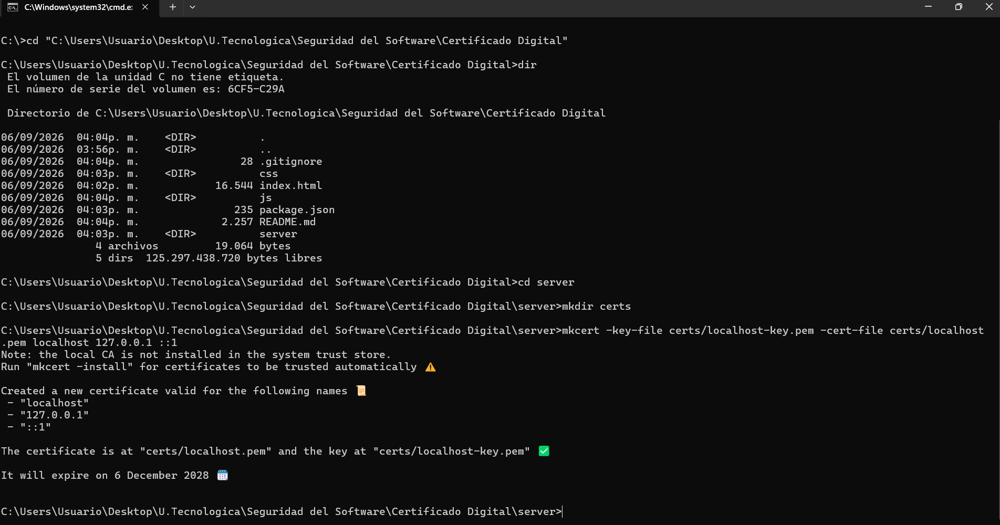 C:\Windows\system32\cmd.e
C:\>cd "C:\Users\Usuario\Desktop\U.Tecnologica\Seguridad del Software\Certificado Digital"
C:\Users\Usuario\Desktop\U.Tecnologica\Seguridad del Software\Certificado Digital>dir
El volumen de la unidad C no tiene etiqueta.
El número de serie del volumen es: 6CF5-C29A
Directorio de C:\Users\Usuario\Desktop\U.Tecnologica\Seguridad del Software\Certificado Digital
06/09/2026  04:04p. m.    <DIR>          .
06/09/2026  03:56p. m.    <DIR>          ..
06/09/2026  04:04p. m.                28 .gitignore
06/09/2026  04:03p. m.    <DIR>          css
06/09/2026  04:02p. m.            16.544 index.html
06/09/2026  04:04p. m.    <DIR>          js
06/09/2026  04:03p. m.               235 package.json
06/09/2026  04:04p. m.             2.257 README.md
06/09/2026  04:03p. m.    <DIR>          server
4 archivos         19.064 bytes
5 dirs  125.297.438.720 bytes libres
C:\Users\Usuario\Desktop\U.Tecnologica\Seguridad del Software\Certificado Digital>cd server
C:\Users\Usuario\Desktop\U.Tecnologica\Seguridad del Software\Certificado Digital\server>mkdir certs
C:\Users\Usuario\Desktop\U.Tecnologica\Seguridad del Software\Certificado Digital\server>mkcert -key-file certs/localhost-key.pem -cert-file certs/localhost
.pem localhost 127.0.0.1 ::1
Note: the local CA is not installed in the system trust store.
Run "mkcert -install" for certificates to be trusted automatically ⚠️
Created a new certificate valid for the following names 📜
- "localhost"
- "127.0.0.1"
- "::1"
The certificate is at "certs/localhost.pem" and the key at "certs/localhost-key.pem" ✅
It will expire on 6 December 2028 🗓
C:\Users\Usuario\Desktop\U.Tecnologica\Seguridad del Software\Certificado Digital\server>